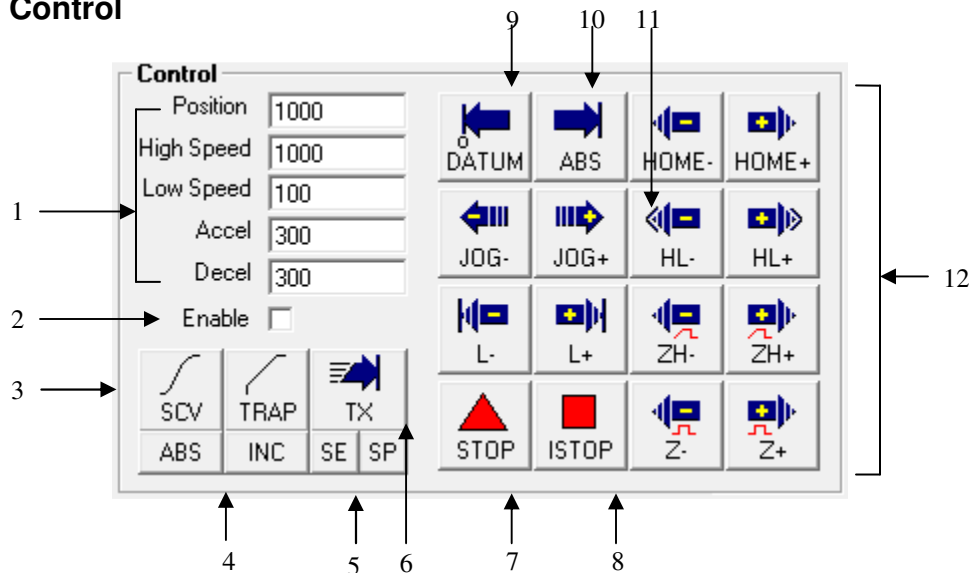 Control
9 10 11
Control
Position 1000
High Speed 1000
Low Speed 100
Accel 300
Decel 300
Enable
SCV TRAP TX
ABS INC SE SP
DATUM ABS HOME- HOME+
JOG- JOG+ HL- HL+
L- L+ ZH- ZH+
STOP ISTOP Z- Z+
1
2
3
12
4 5 6 7 8